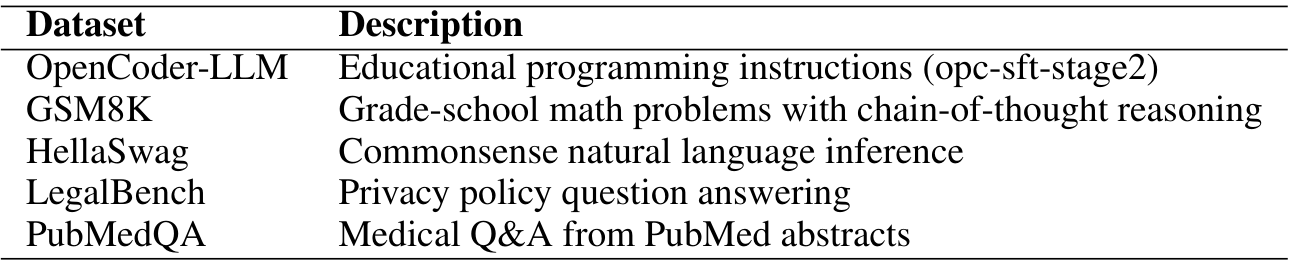 Dataset Description
OpenCoder-LLM Educational programming instructions (opc-sft-stage2)
GSM8K Grade-school math problems with chain-of-thought reasoning
HellaSwag Commonsense natural language inference
LegalBench Privacy policy question answering
PubMedQA Medical Q&A from PubMed abstracts